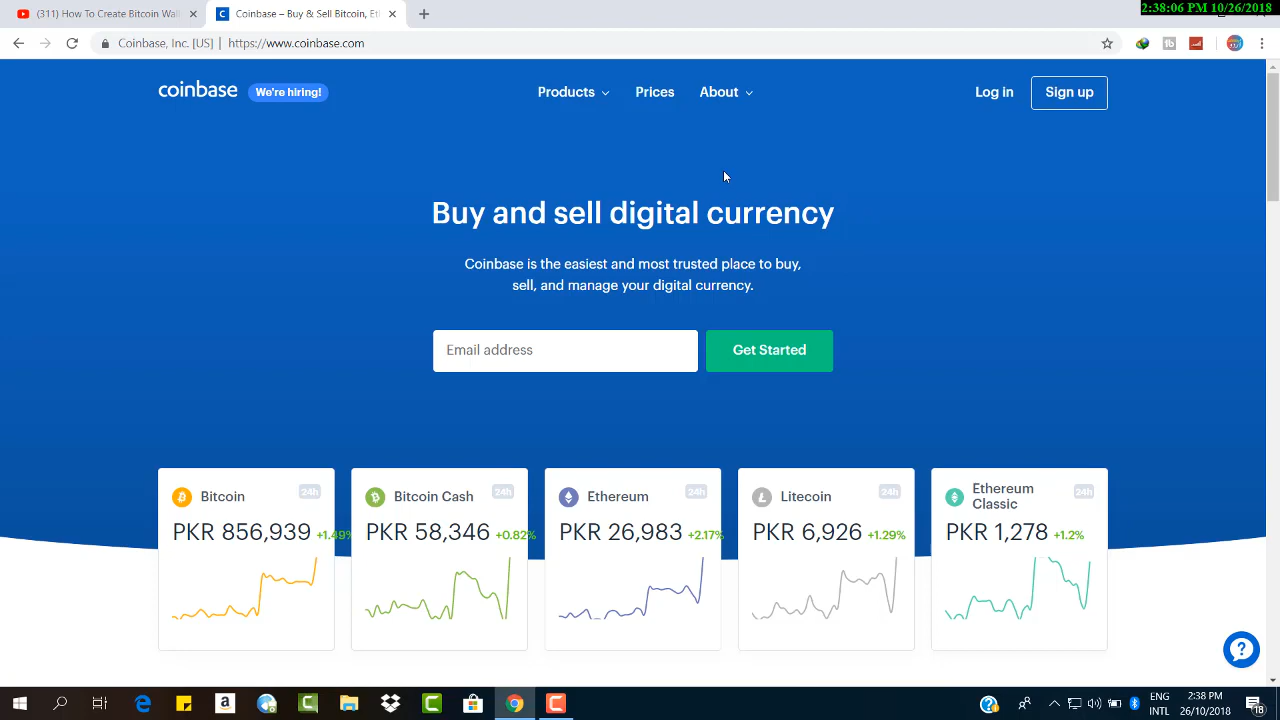 2:38:06 PM 10/26/2018
(311) How To Create Bitcoin Wall
Coinbase – Buy & Sell Bitcoin, Et
Coinbase, Inc. [US] | https://www.coinbase.com
coinbase We're hiring! Products Prices About Log in Sign up
Buy and sell digital currency
Coinbase is the easiest and most trusted place to buy,
sell, and manage your digital currency.
Email address Get Started
Bitcoin 24h
PKR 856,939 +1.49%
Bitcoin Cash 24h
PKR 58,346 +0.82%
Ethereum 24h
PKR 26,983 +2.17%
Litecoin 24h
PKR 6,926 +1.29%
Ethereum
Classic 24h
PKR 1,278 +1.2%
ENG 2:38 PM
INTL 26/10/2018 18